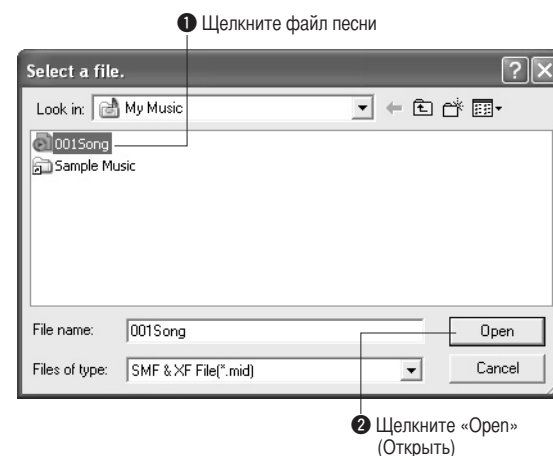 ❶ Щелкните файл песни
Select a file.
Look in: My Music
001Song
Sample Music
File name: 001Song Open
Files of type: SMF & XF File(*.mid) Cancel
❷ Щелкните «Open»
(Открыть)